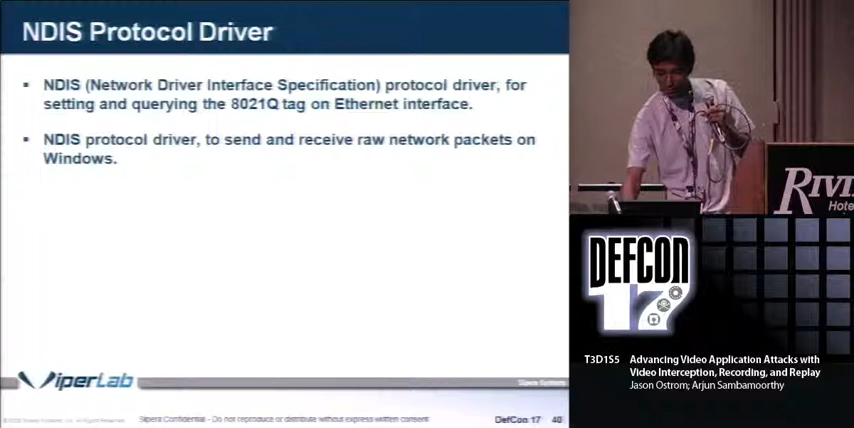 NDIS Protocol Driver
NDIS (Network Driver Interface Specification) protocol driver, for
setting and querying the 8021Q tag on Ethernet interface.
NDIS protocol driver, to send and receive raw network packets on
Windows.
ViperLab
Sipera Systems
Sipera Confidential - Do not reproduce or distribute without express written consent
DefCon 17 40
RIVI
Hote
DEFCON
17
T3D1S5 Advancing Video Application Attacks with
Video Interception, Recording, and Replay
Jason Ostrom; Arjun Sambamoorthy